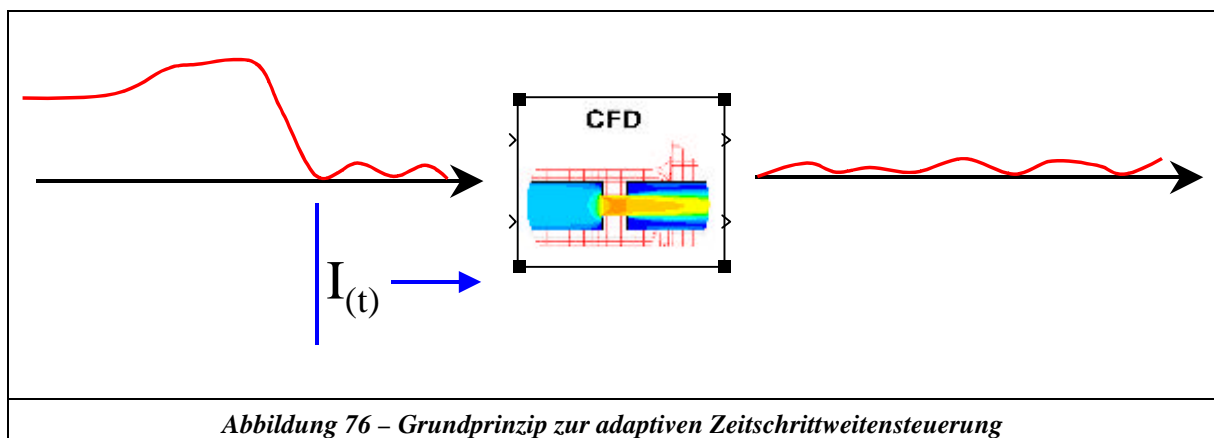 CFD
I(t)
Abbildung 76 – Grundprinzip zur adaptiven Zeitschrittweitensteuerung